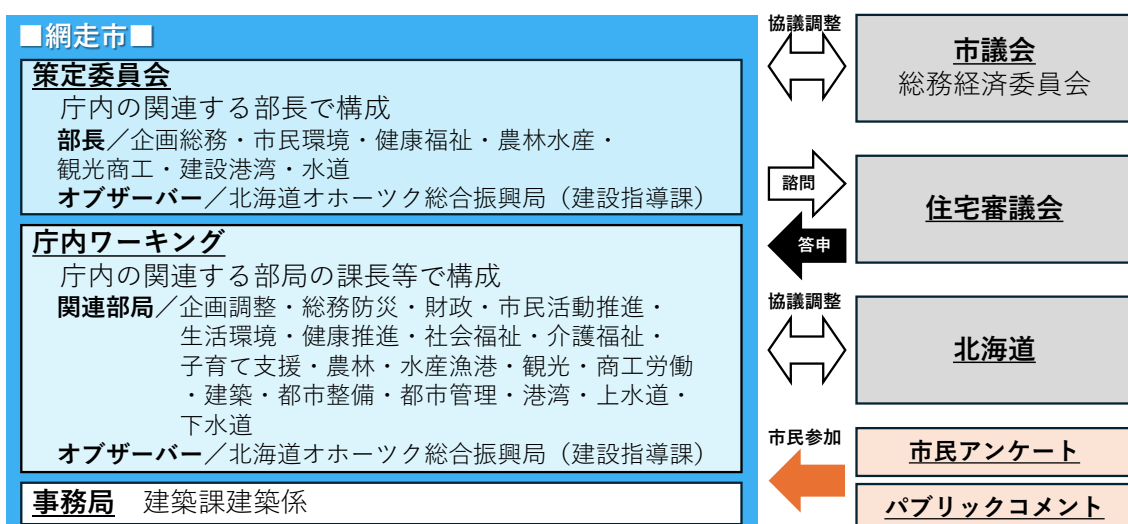 ■網走市■
策定委員会
庁内の関連する部長で構成
部長／企画総務・市民環境・健康福祉・農林水産・
観光商工・建設港湾・水道
オブザーバー／北海道オホーツク総合振興局（建設指導課）
庁内ワーキング
庁内の関連する部局の課長等で構成
関連部局／企画調整・総務防災・財政・市民活動推進・
生活環境・健康推進・社会福祉・介護福祉・
子育て支援・農林・水産漁港・観光・商工労働
・建築・都市整備・都市管理・港湾・上水道・
下水道
オブザーバー／北海道オホーツク総合振興局（建設指導課）
事務局　建築課建築係
協議調整
市議会
総務経済委員会
諮問
答申
住宅審議会
協議調整
北海道
市民参加
市民アンケート
パブリックコメント